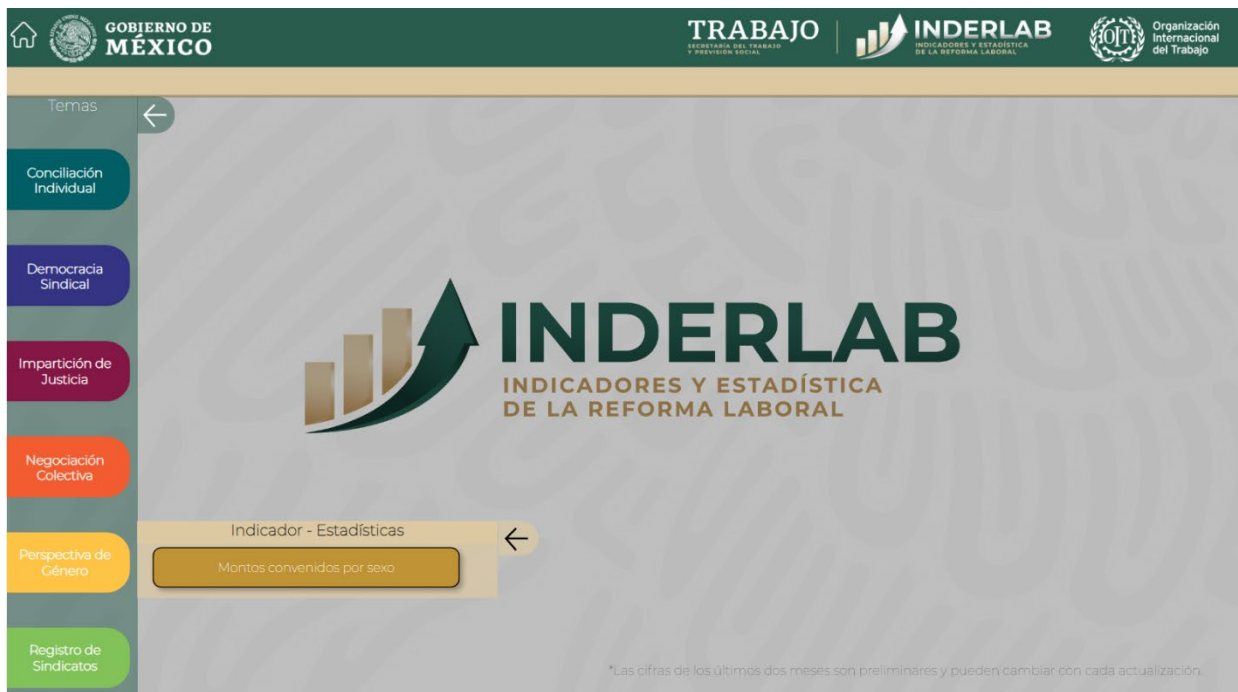 GOBIERNO DE
MÉXICO
TRABAJO
SECRETARÍA DEL TRABAJO
Y PREVISIÓN SOCIAL
INDERLAB
INDICADORES Y ESTADÍSTICA
DE LA REFORMA LABORAL
OIT
Organización
Internacional
del Trabajo
Temas
Conciliación
Individual
Democracia
Sindical
Impartición de
Justicia
Negociación
Colectiva
Perspectiva de
Género
Registro de
Sindicatos
INDERLAB
INDICADORES Y ESTADÍSTICA
DE LA REFORMA LABORAL
Indicador - Estadísticas
Montos convenidos por sexo
*Las cifras de los últimos dos meses son preliminares y pueden cambiar con cada actualización.